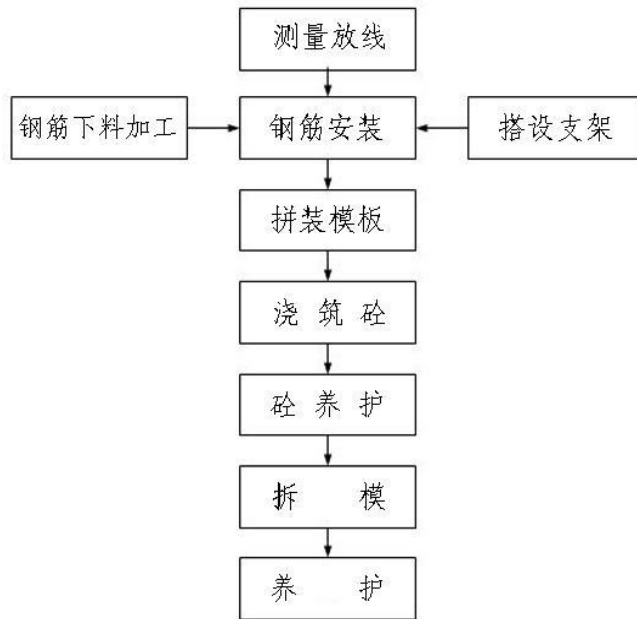 测量放线
钢筋下料加工
钢筋安装
搭设支架
拼装模板
浇筑砼
砼养护
拆模
养护